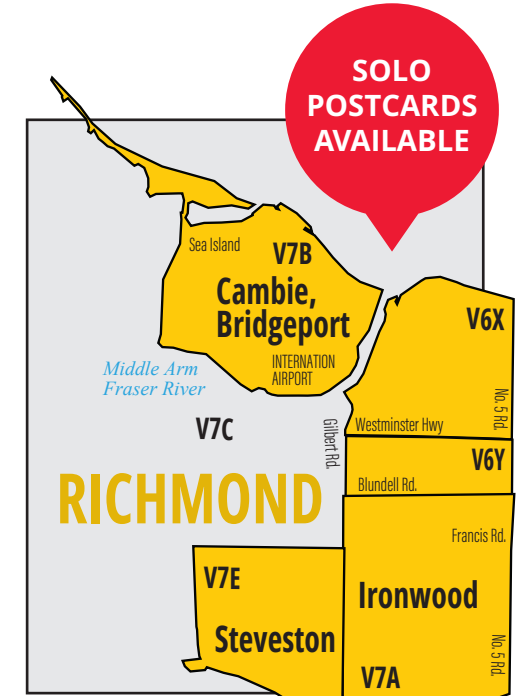 SOLO
POSTCARDS
AVAILABLE
Sea Island
V7B
Cambie,
Bridgeport
INTERNATION
AIRPORT
V6X
Middle Arm
Fraser River
No. 5 Rd.
V7C
Gilbert Rd.
Westminster Hwy
V6Y
Blundell Rd.
RICHMOND
Francis Rd.
V7E
Ironwood
Steveston
No. 5 Rd.
V7A